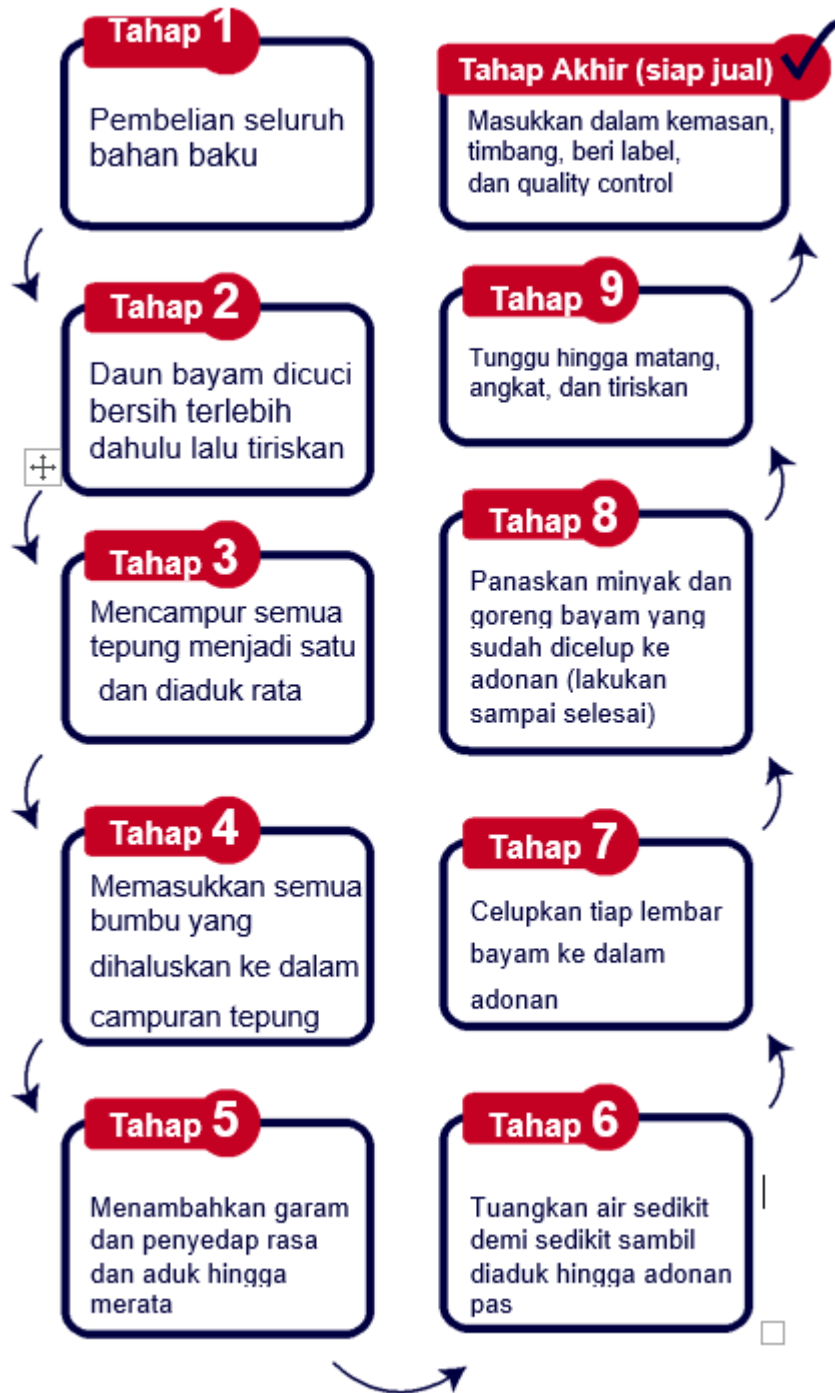 Tahap 1
Pembelian seluruh
bahan baku
Tahap 2
Daun bayam dicuci
bersih terlebih
dahulu lalu tiriskan
Tahap 3
Mencampur semua
tepung menjadi satu
dan diaduk rata
Tahap 4
Memasukkan semua
bumbu yang
dihaluskan ke dalam
campuran tepung
Tahap 5
Menambahkan garam
dan penyedap rasa
dan aduk hingga
merata
Tahap 6
Tuangkan air sedikit
demi sedikit sambil
diaduk hingga adonan
pas
Tahap 7
Celupkan tiap lembar
bayam ke dalam
adonan
Tahap 8
Panaskan minyak dan
goreng bayam yang
sudah dicelup ke
adonan (lakukan
sampai selesai)
Tahap 9
Tunggu hingga matang,
angkat, dan tiriskan
Tahap Akhir (siap jual)
Masukkan dalam kemasan,
timbang, beri label,
dan quality control